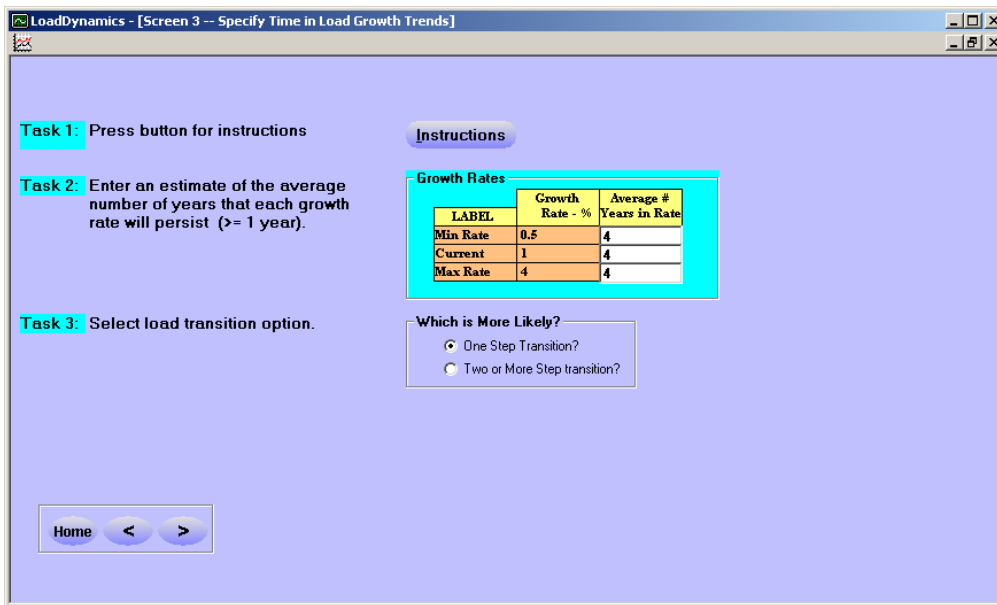 LoadDynamics - [Screen 3 -- Specify Time in Load Growth Trends]
Task 1: Press button for instructions
Instructions
Task 2: Enter an estimate of the average
number of years that each growth
rate will persist (>= 1 year).
Growth Rates
LABEL Growth Rate - % Average # Years in Rate
Min Rate 0.5 4
Current 1 4
Max Rate 4 4
Task 3: Select load transition option.
Which is More Likely?
One Step Transition?
Two or More Step transition?
Home < >